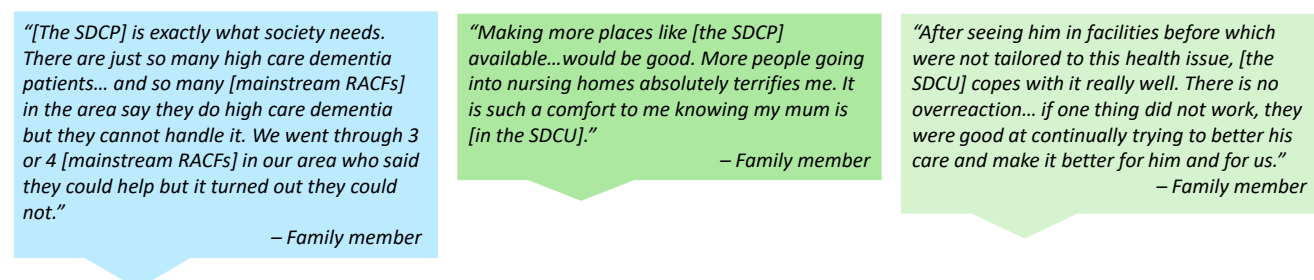 “[The SDCP] is exactly what society needs.
There are just so many high care dementia
patients… and so many [mainstream RACFs]
in the area say they do high care dementia
but they cannot handle it. We went through 3
or 4 [mainstream RACFs] in our area who said
they could help but it turned out they could
not.”
– Family member
“Making more places like [the SDCP]
available…would be good. More people going
into nursing homes absolutely terrifies me. It
is such a comfort to me knowing my mum is
[in the SDCU].”
– Family member
“After seeing him in facilities before which
were not tailored to this health issue, [the
SDCU] copes with it really well. There is no
overreaction… if one thing did not work, they
were good at continually trying to better his
care and make it better for him and for us.”
– Family member